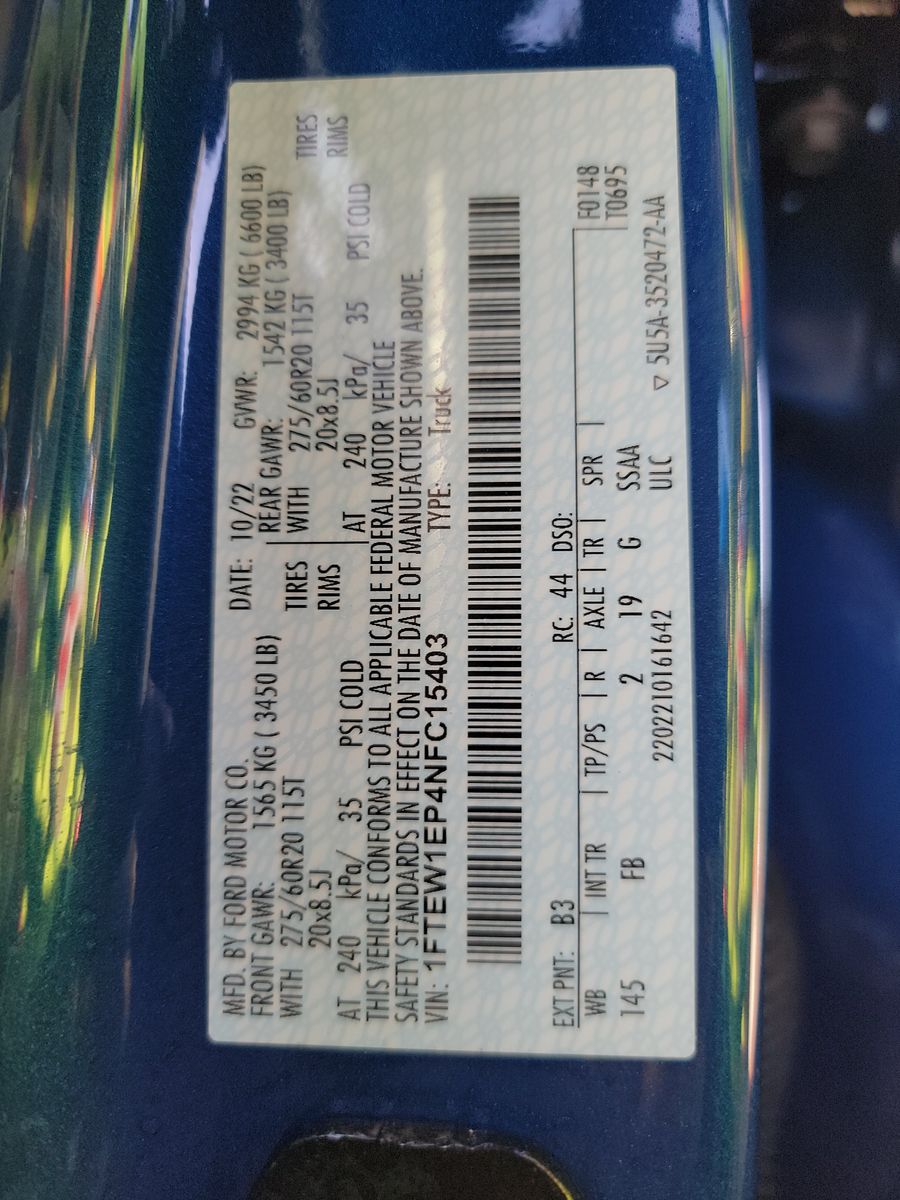 MFD. BY FORD MOTOR CO. DATE: 10/22 GVWR: 2994 KG ( 6600 LB)
FRONT GAWR: 1565 KG ( 3450 LB) REAR GAWR: 1542 KG ( 3400 LB)
WITH 275/60R20 115T TIRES WITH 275/60R20 115T TIRES
20x8.5J RIMS 20x8.5J RIMS
AT 240 kPa/ 35 PSI COLD AT 240 kPa/ 35 PSI COLD
THIS VEHICLE CONFORMS TO ALL APPLICABLE FEDERAL MOTOR VEHICLE
SAFETY STANDARDS IN EFFECT ON THE DATE OF MANUFACTURE SHOWN ABOVE.
VIN: 1FTEW1EP4NFC15403 TYPE: Truck
EXT PNT: B3 RC: 44 DSO: F0148
WB | INT TR | TP/PS | R | AXLE | TR | SPR | T0695
145 FB 2 19 G SSAA
2202210161642 ULC ▽ 5U5A-3520472-AA